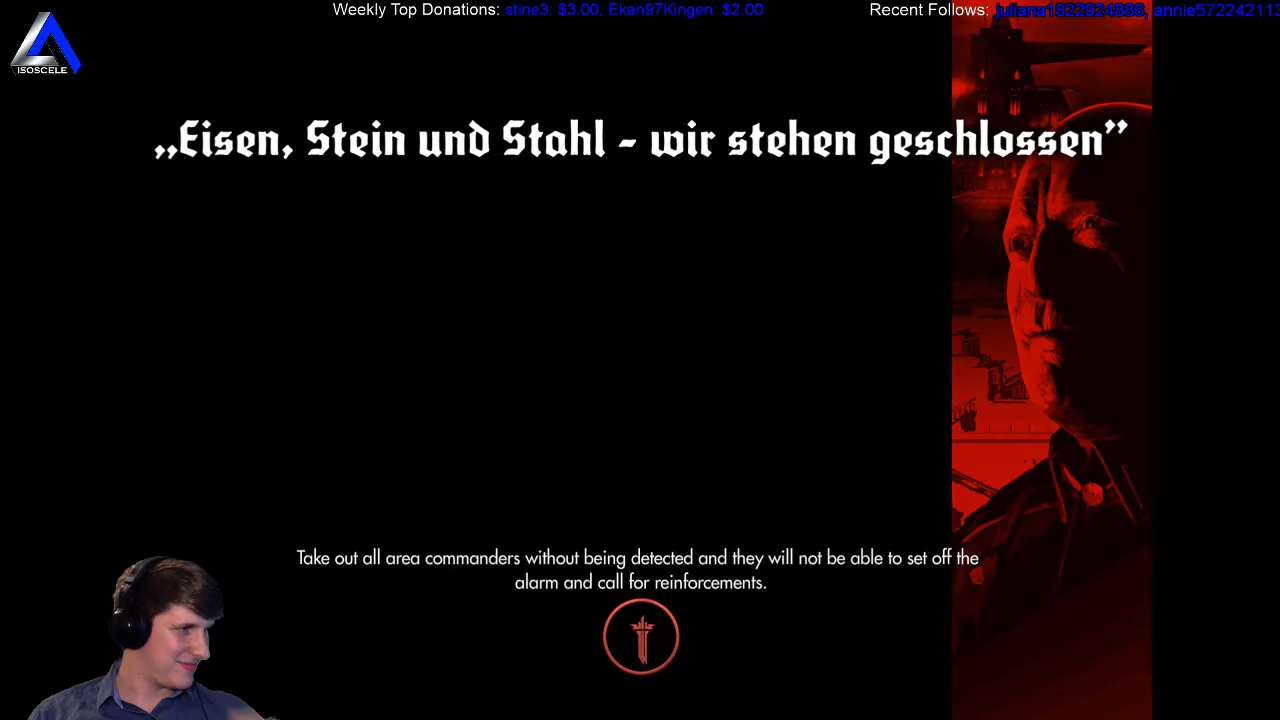 Weekly Top Donations: stine3: $3.00, Ekan97Kingen: $2.00
Recent Follows: juliana1822924886, annie572242113
ISOSCELE
„Eisen, Stein und Stahl - wir stehen geschlossen”
Take out all area commanders without being detected and they will not be able to set off the
alarm and call for reinforcements.